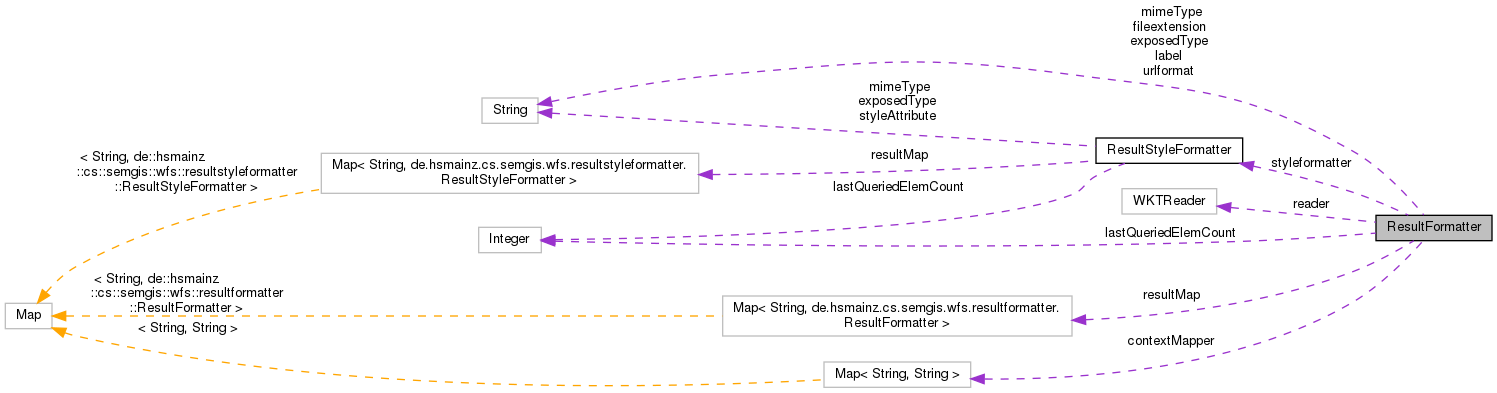 mimeType
fileextension
exposedType
label
urlformat
mimeType
exposedType
styleAttribute
String
ResultStyleFormatter
< String, de::hsmainz
::cs::semgis::wfs::resultstyleformatter
::ResultStyleFormatter >
Map< String, de.hsmainz.cs.semgis.wfs.resultstyleformatter.
ResultStyleFormatter >
resultMap
styleformatter
lastQueriedElemCount
WKTReader
reader
ResultFormatter
Integer
lastQueriedElemCount
< String, de::hsmainz
::cs::semgis::wfs::resultformatter
::ResultFormatter >
Map
Map< String, de.hsmainz.cs.semgis.wfs.resultformatter.
ResultFormatter >
resultMap
< String, String >
contextMapper
Map< String, String >